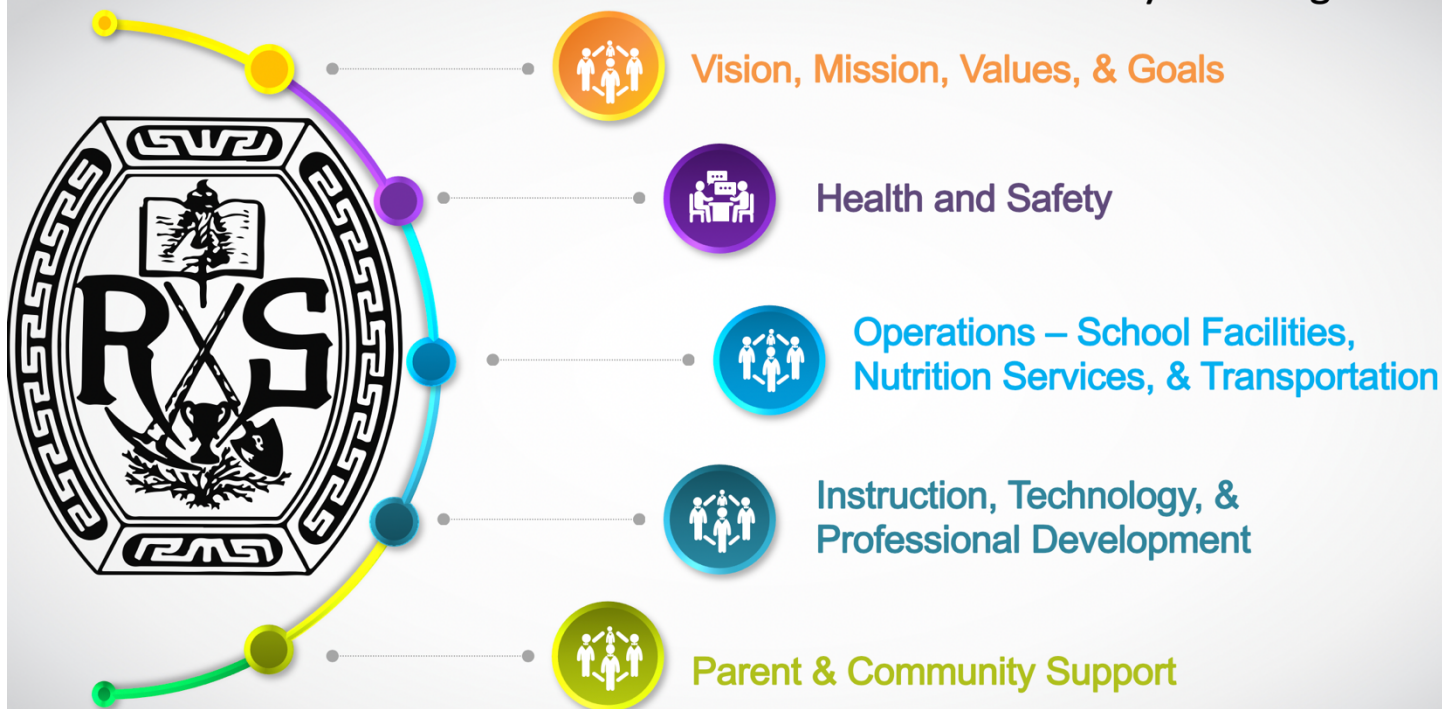 Vision, Mission, Values, & Goals
Health and Safety
RXS
Operations – School Facilities,
Nutrition Services, & Transportation
Instruction, Technology, &
Professional Development
Parent & Community Support